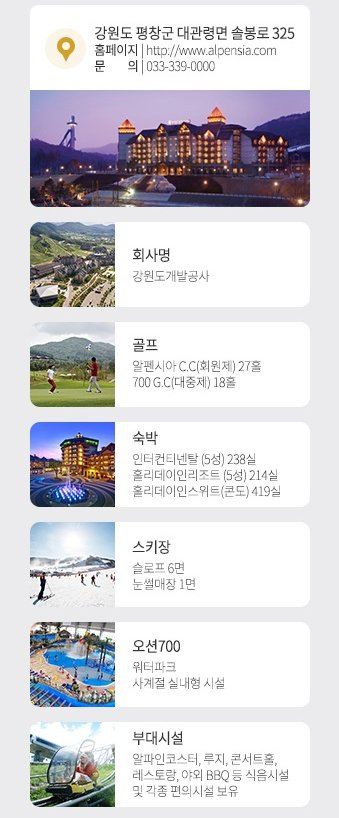 강원도 평창군 대관령면 솔봉로 325
홈페이지 | http://www.alpensia.com
문 의 | 033-339-0000
회사명
강원도개발공사
골프
알펜시아 C.C(회원제) 27홀
700 G.C(대중제) 18홀
숙박
인터컨티넨탈 (5성) 238실
홀리데이인리조트 (5성) 214실
홀리데이인스위트(콘도) 419실
스키장
슬로프 6면
눈썰매장 1면
오션700
워터파크
사계절 실내형 시설
부대시설
알파인코스터, 루지, 콘서트홀,
레스토랑, 야외 BBQ 등 식음시설
및 각종 편의시설 보유